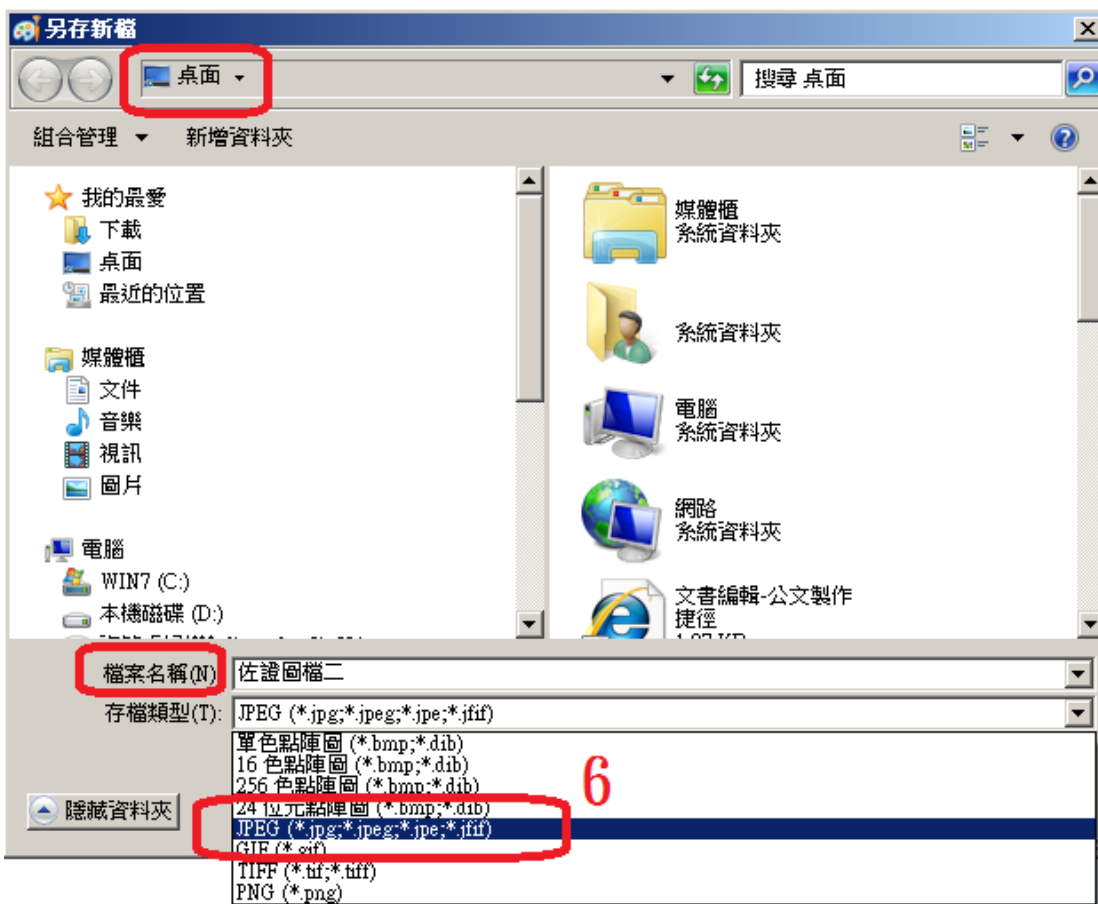 另存新檔
桌面
搜尋 桌面
組合管理
新增資料夾
我的最愛
下載
桌面
最近的位置
媒體櫃
文件
音樂
視訊
圖片
電腦
WIN7 (C:)
本機磁碟 (D:)
媒體櫃
系統資料夾
系統資料夾
電腦
系統資料夾
網路
系統資料夾
文書編輯-公文製作
捷徑
檔案名稱(N)
佐證圖檔二
存檔類型(T):
JPEG (*.jpg;*.jpeg;*.jpe;*.jfif)
單色點陣圖 (*.bmp;*.dib)
16 色點陣圖 (*.bmp;*.dib)
256 色點陣圖 (*.bmp;*.dib)
24 位元點陣圖 (*.bmp;*.dib)
JPEG (*.jpg;*.jpeg;*.jpe;*.jfif)
GIF (*.gif)
TIFF (*.tif;*.tiff)
PNG (*.png)
6
隱藏資料夾